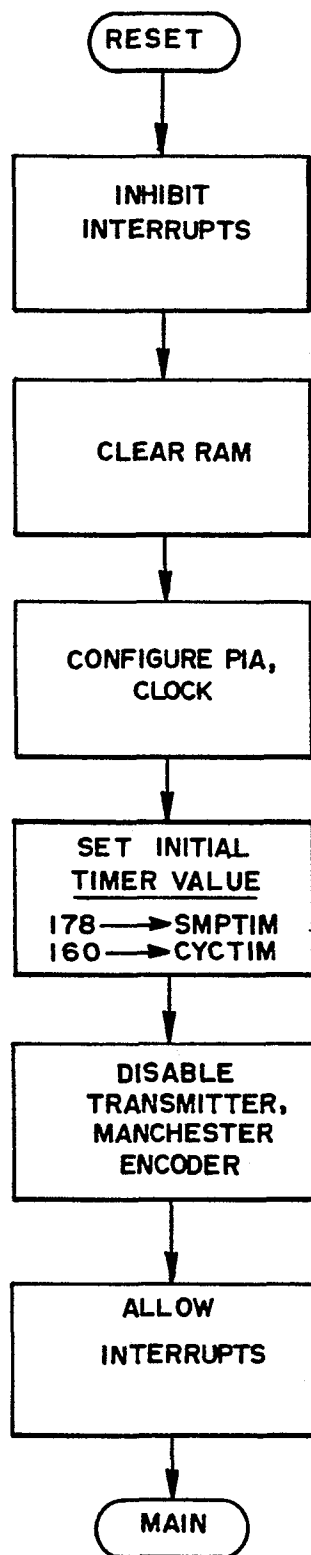 RESET
INHIBIT
INTERRUPTS
CLEAR RAM
CONFIGURE PIA,
CLOCK
SET INITIAL
TIMER VALUE
178 → SMPTIM
160 → CYCTIM
DISABLE
TRANSMITTER,
MANCHESTER
ENCODER
ALLOW
INTERRUPTS
MAIN